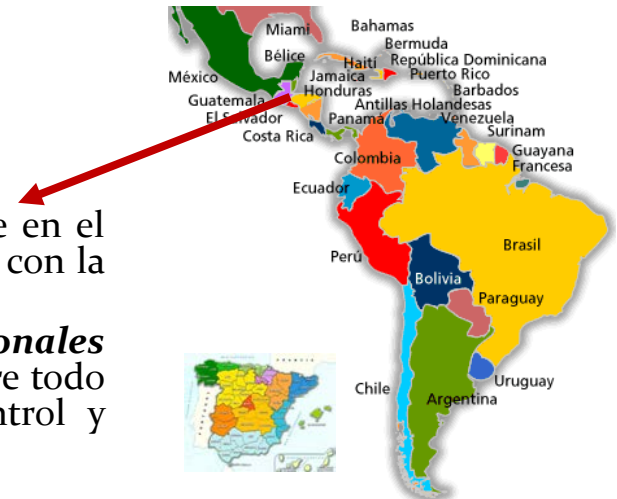 Miami
Bahamas
Bermuda
Bélice
Haití
República Dominicana
México
Jamaica
Puerto Rico
Honduras
Barbados
Guatemala
Antillas Holandesas
El Salvador
Panamá
Venezuela
Costa Rica
Surinam
Colombia
Guayana
Francesa
Ecuador
e en el
Brasil
Perú
con la
Bolivia
Paraguay
onales
re todo
Chile
Uruguay
Argentina
ntrol y